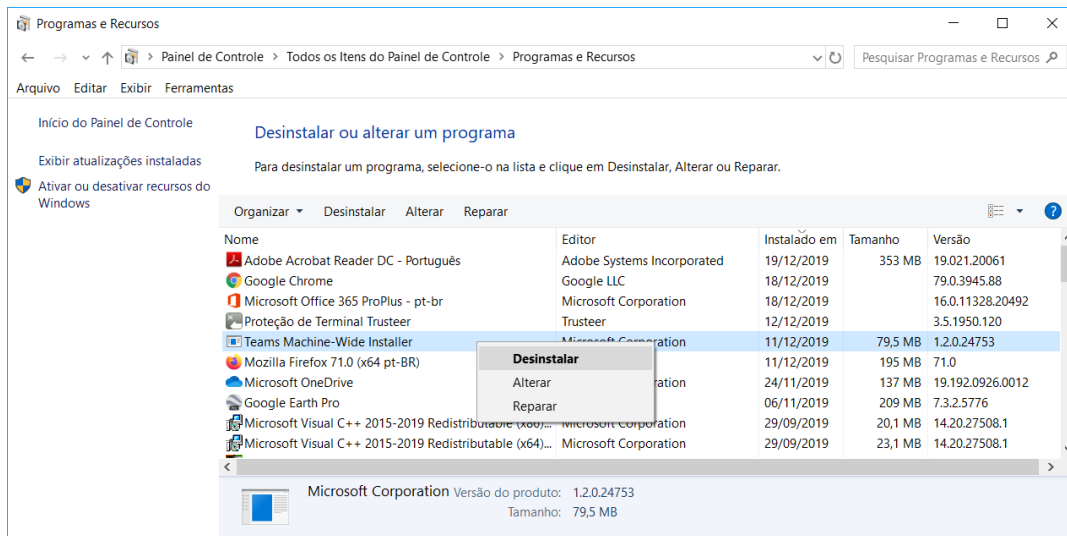 Programas e Recursos
Painel de Controle > Todos os Itens do Painel de Controle > Programas e Recursos
Pesquisar Programas e Recursos
Arquivo Editar Exibir Ferramentas
Início do Painel de Controle
Exibir atualizações instaladas
Ativar ou desativar recursos do
Windows
Desinstalar ou alterar um programa
Para desinstalar um programa, selecione-o na lista e clique em Desinstalar, Alterar ou Reparar.
Organizar Desinstalar Alterar Reparar ?
Nome Editor Instalado em Tamanho Versão
Adobe Acrobat Reader DC - Português Adobe Systems Incorporated 19/12/2019 353 MB 19.021.20061
Google Chrome Google LLC 18/12/2019 79.0.3945.88
Microsoft Office 365 ProPlus - pt-br Microsoft Corporation 18/12/2019 16.0.11328.20492
Proteção de Terminal Trusteer Trusteer 12/12/2019 3.5.1950.120
Teams Machine-Wide Installer Microsoft Corporation 11/12/2019 79,5 MB 1.2.0.24753
Mozilla Firefox 71.0 (x64 pt-BR) 11/12/2019 195 MB 71.0
Microsoft OneDrive ration 24/11/2019 137 MB 19.192.0926.0012
Google Earth Pro 06/11/2019 209 MB 7.3.2.5776
Microsoft Visual C++ 2015-2019 Redistributable (x86)... Microsoft Corporation 29/09/2019 20,1 MB 14.20.27508.1
Microsoft Visual C++ 2015-2019 Redistributable (x64)... Microsoft Corporation 29/09/2019 23,1 MB 14.20.27508.1
Desinstalar
Alterar
Reparar
Microsoft Corporation Versão do produto: 1.2.0.24753
Tamanho: 79,5 MB